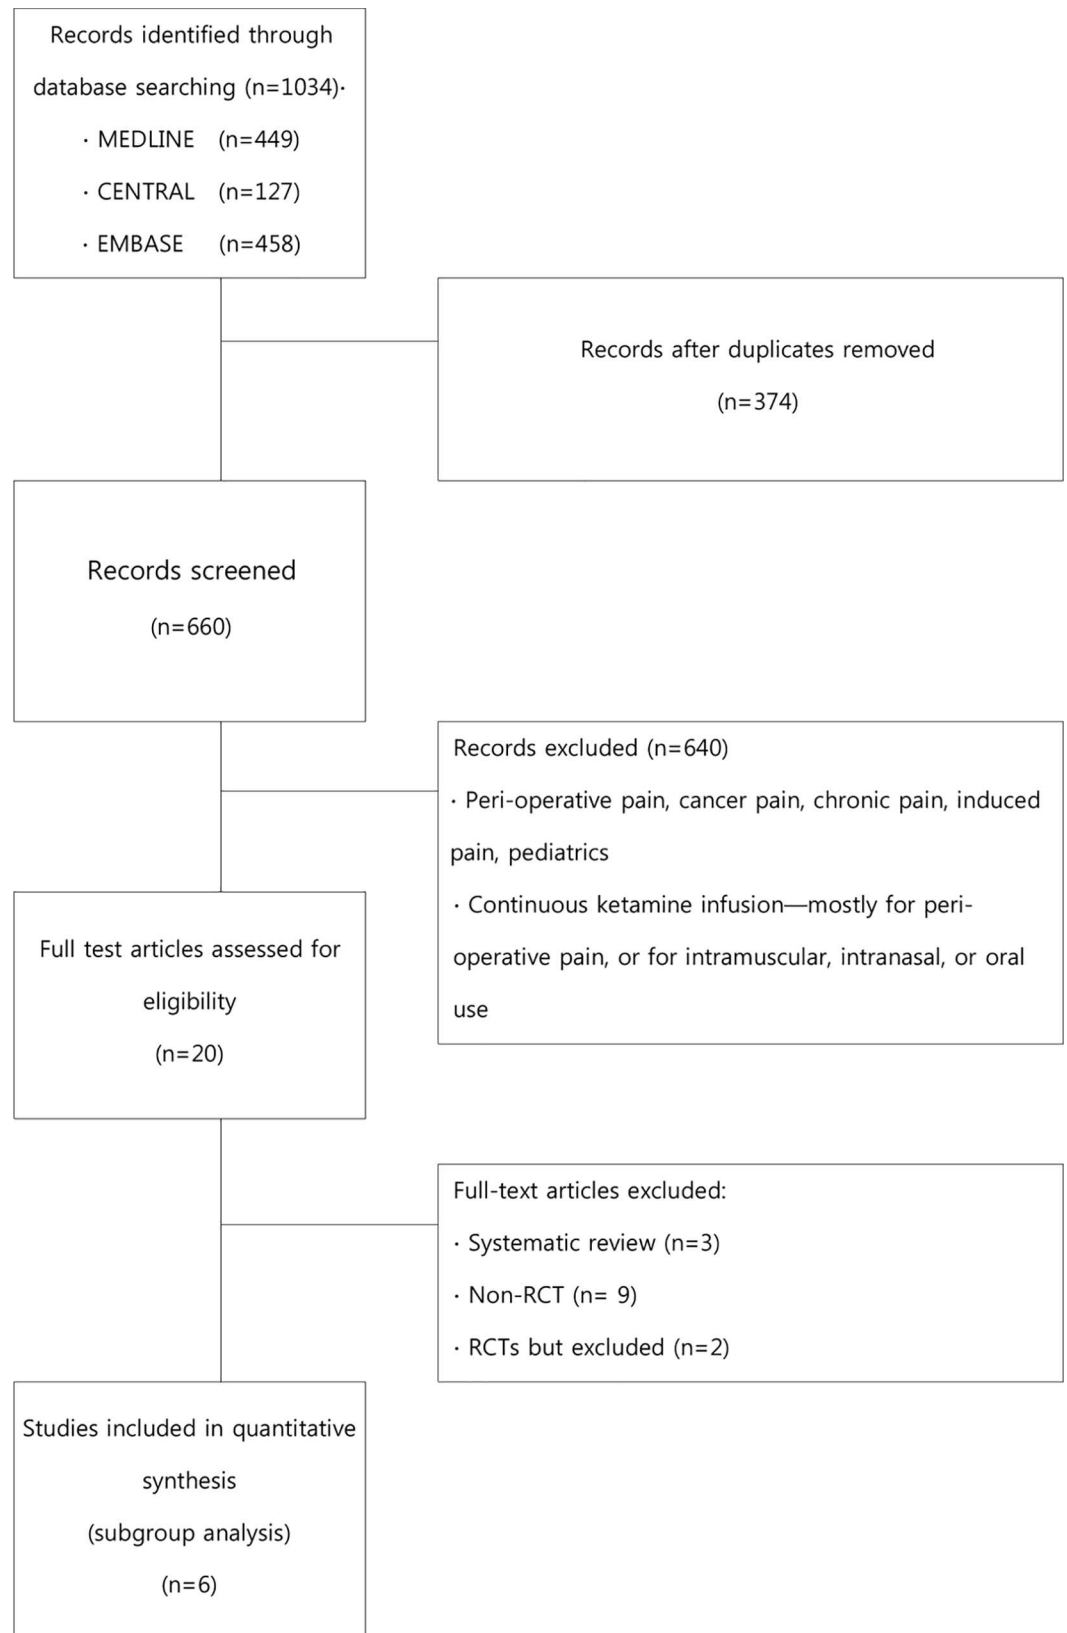 Records identified through
database searching (n=1034)·
· MEDLINE (n=449)
· CENTRAL (n=127)
· EMBASE (n=458)
Records after duplicates removed
(n=374)
Records screened
(n=660)
Records excluded (n=640)
· Peri-operative pain, cancer pain, chronic pain, induced
pain, pediatrics
· Continuous ketamine infusion—mostly for peri-
operative pain, or for intramuscular, intranasal, or oral
use
Full test articles assessed for
eligibility
(n=20)
Full-text articles excluded:
· Systematic review (n=3)
· Non-RCT (n= 9)
· RCTs but excluded (n=2)
Studies included in quantitative
synthesis
(subgroup analysis)
(n=6)